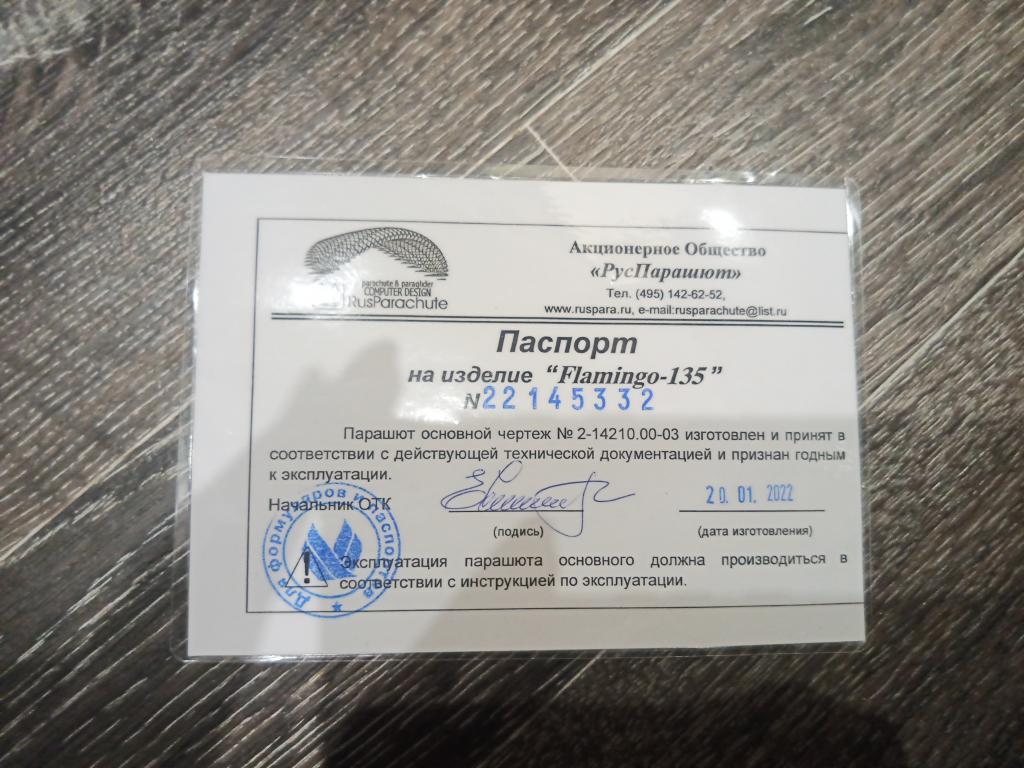 parachute & paraglider
COMPUTER DESIGN
RusParachute
Акционерное Общество
«РусПарашют»
Тел. (495) 142-62-52,
www.ruspara.ru, e-mail:rusparachute@list.ru
Паспорт
на изделие “Flamingo-135”
N 22145332
Парашют основной чертеж № 2-14210.00-03 изготовлен и принят в
соответствии с действующей технической документацией и признан годным
к эксплуатации.
Начальник ОТК
20.01.2022
(подпись)
(дата изготовления)
Для формуляров и паспортов
Эксплуатация парашюта основного должна производиться в
соответствии с инструкцией по эксплуатации.